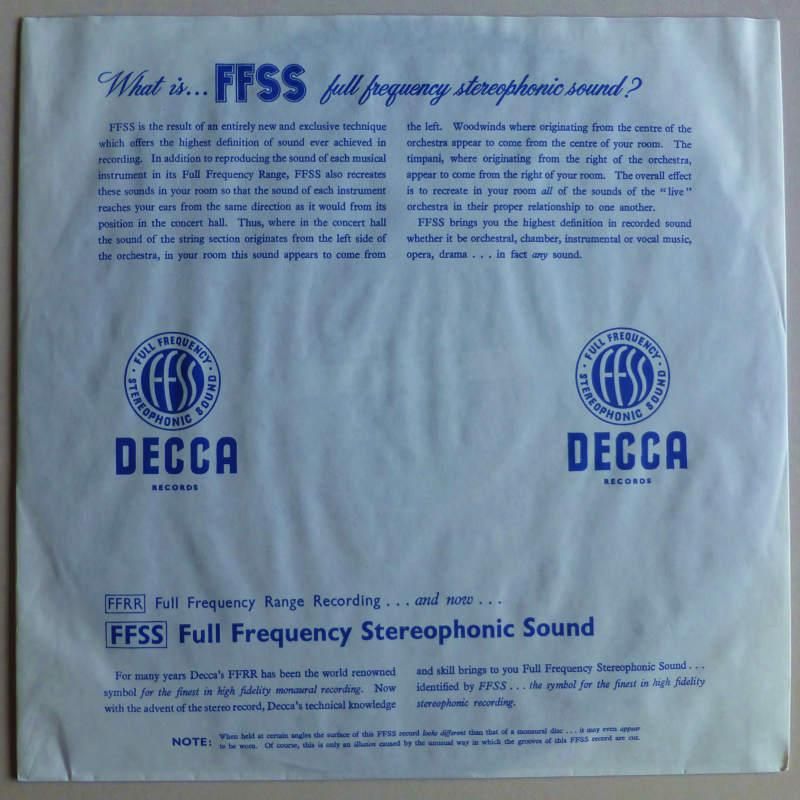 What is... FFSS full frequency stereophonic sound?
FFSS is the result of an entirely new and exclusive technique
which offers the highest definition of sound ever achieved in
recording. In addition to reproducing the sound of each musical
instrument in its Full Frequency Range, FFSS also recreates
these sounds in your room so that the sound of each instrument
reaches your ears from the same direction as it would from its
position in the concert hall. Thus, where in the concert hall
the sound of the string section originates from the left side of
the orchestra, in your room this sound appears to come from
the left. Woodwinds where originating from the centre of the
orchestra appear to come from the centre of your room. The
timpani, where originating from the right of the orchestra,
appear to come from the right of your room. The overall effect
is to recreate in your room all of the sounds of the "live"
orchestra in their proper relationship to one another.
FFSS brings you the highest definition in recorded sound
whether it be orchestral, chamber, instrumental or vocal music,
opera, drama . . . in fact any sound.
FULL FREQUENCY
FFSS
STEREOPHONIC SOUND
DECCA
RECORDS
FULL FREQUENCY
FFSS
STEREOPHONIC SOUND
DECCA
RECORDS
FFRR Full Frequency Range Recording . . . and now . . .
FFSS Full Frequency Stereophonic Sound
For many years Decca's FFRR has been the world renowned
symbol for the finest in high fidelity monaural recording. Now
with the advent of the stereo record, Decca's technical knowledge
and skill brings to you Full Frequency Stereophonic Sound . . .
identified by FFSS . . . the symbol for the finest in high fidelity
stereophonic recording.
NOTE: When held at certain angles the surface of this FFSS record looks different than that of a monaural disc . . . it may even appear
to be worn. Of course, this is only an illusion caused by the unusual way in which the grooves of this FFSS record are cut.